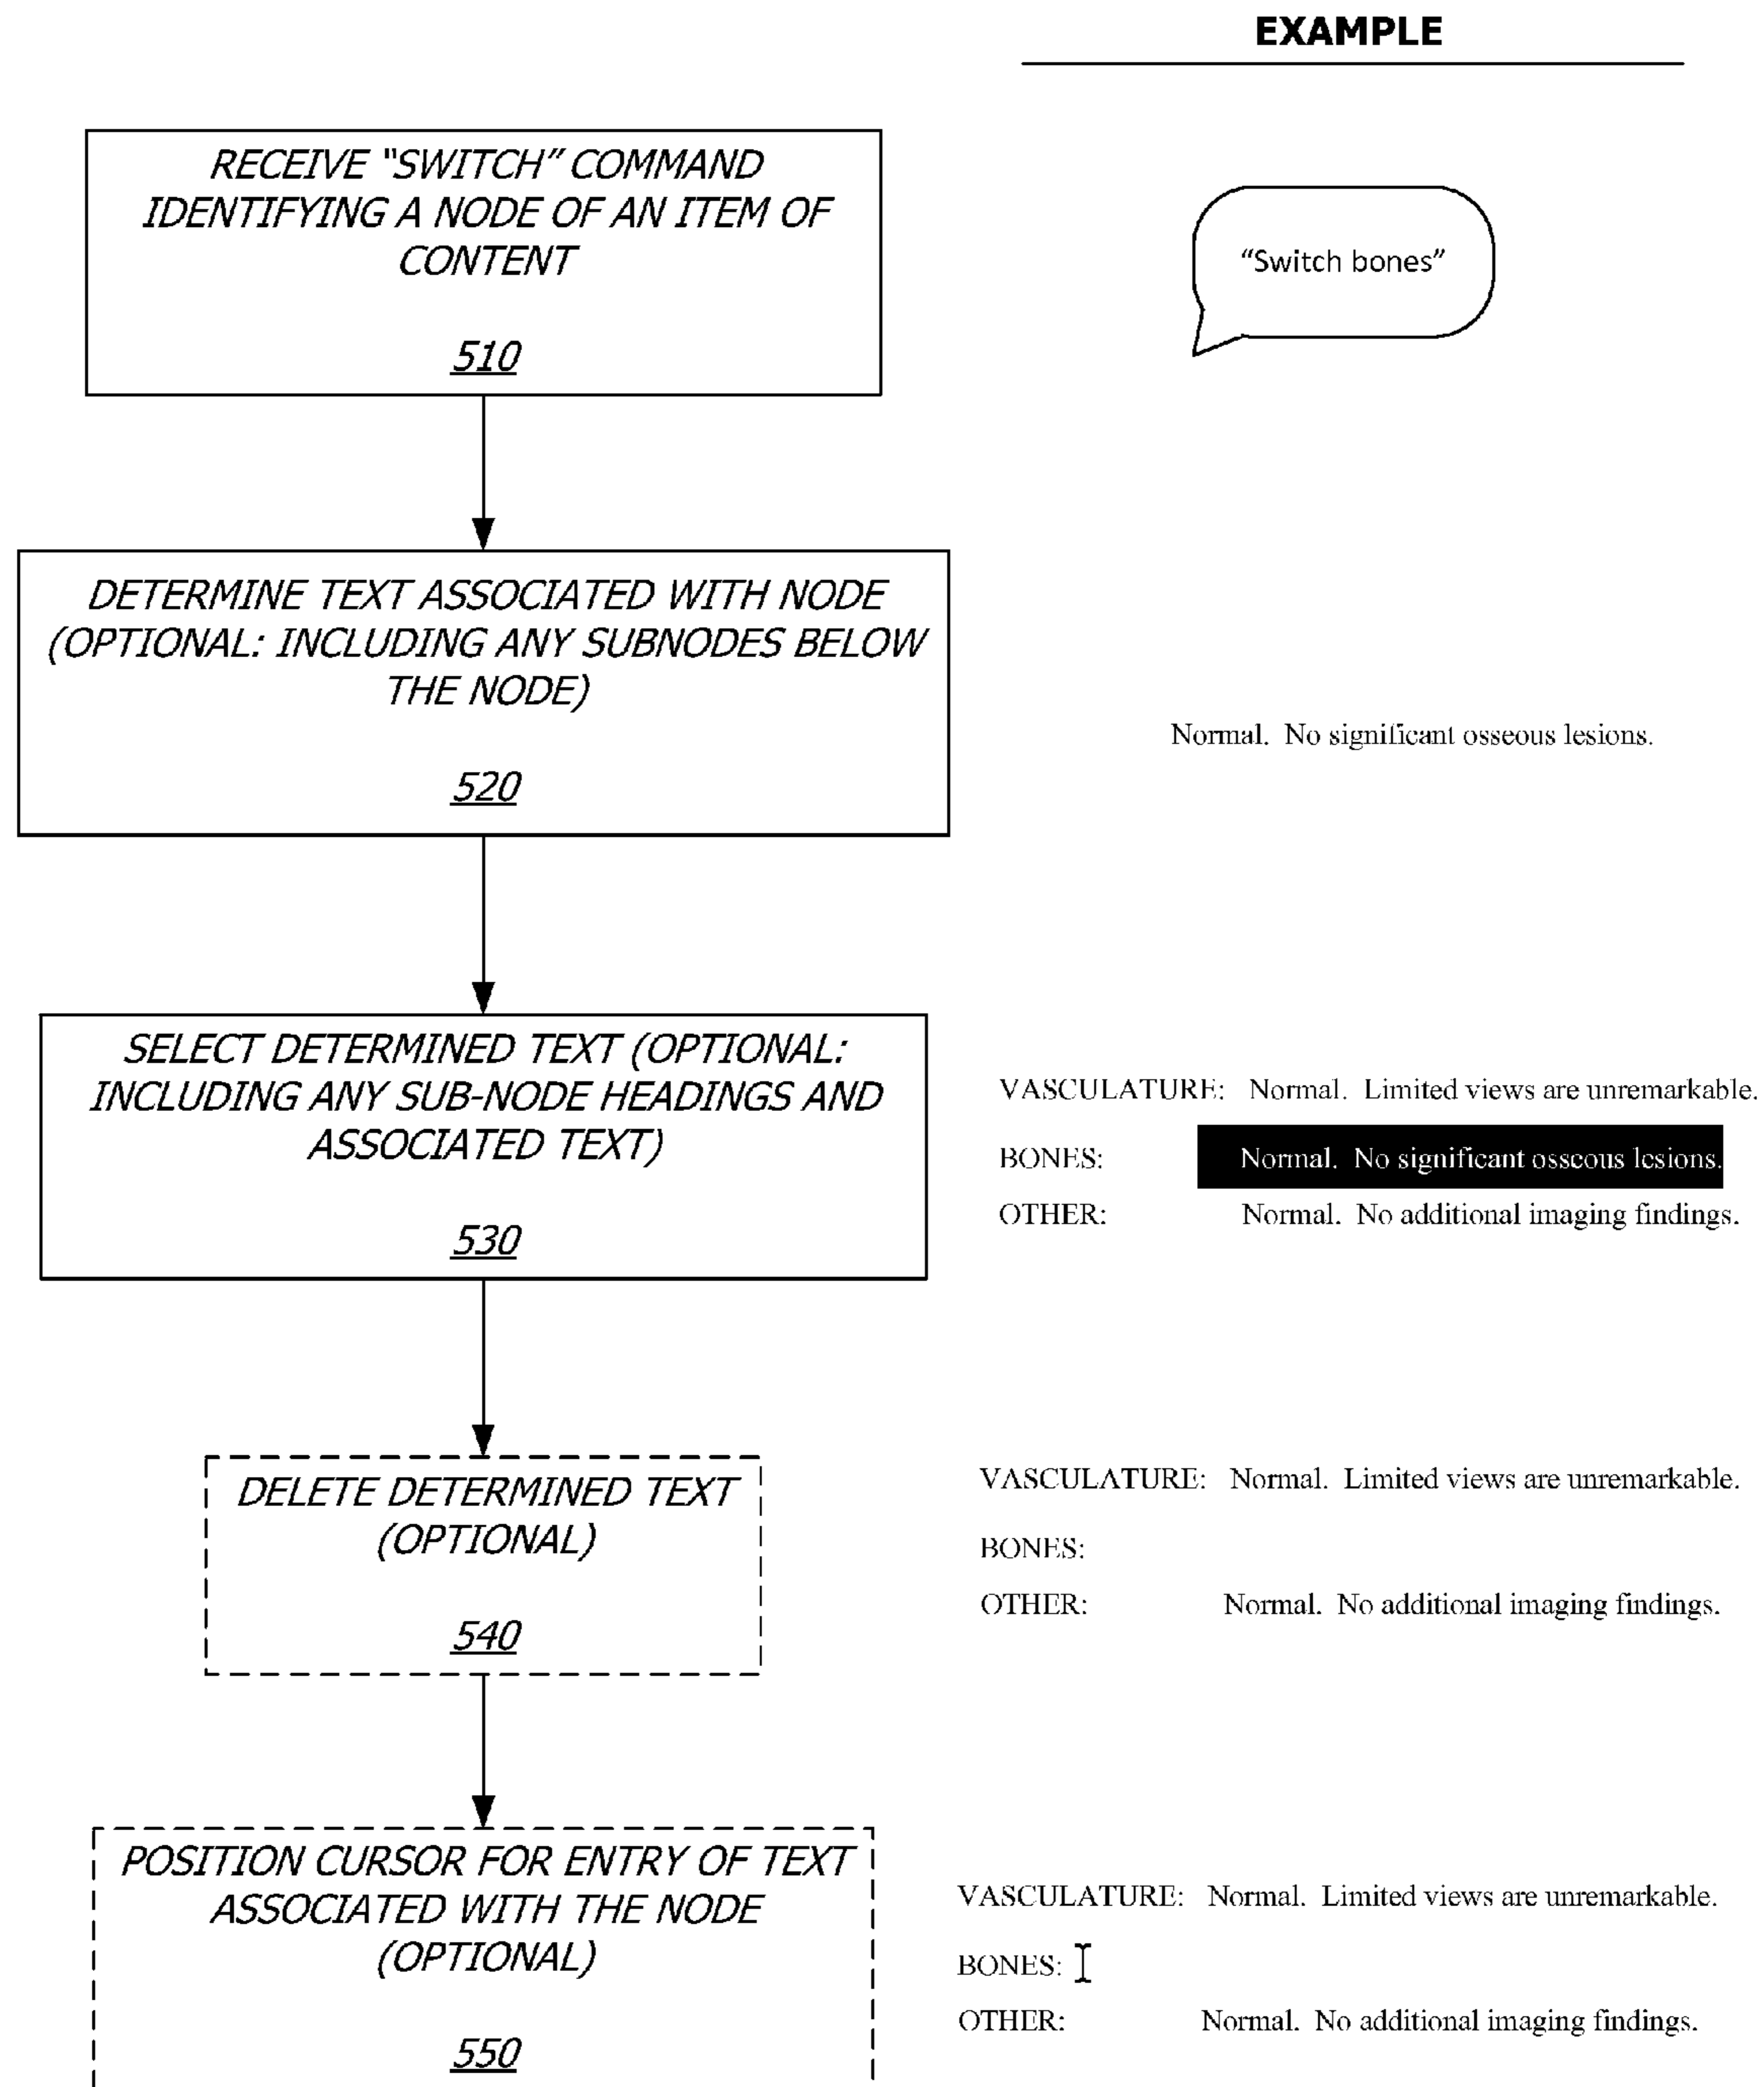 EXAMPLE
RECEIVE "SWITCH" COMMAND
IDENTIFYING A NODE OF AN ITEM OF
CONTENT
510
“Switch bones”
DETERMINE TEXT ASSOCIATED WITH NODE
(OPTIONAL: INCLUDING ANY SUBNODES BELOW
THE NODE)
520
Normal. No significant osseous lesions.
SELECT DETERMINED TEXT (OPTIONAL:
INCLUDING ANY SUB-NODE HEADINGS AND
ASSOCIATED TEXT)
530
VASCULATURE: Normal. Limited views are unremarkable.
BONES: Normal. No significant osseous lesions.
OTHER: Normal. No additional imaging findings.
DELETE DETERMINED TEXT
(OPTIONAL)
540
VASCULATURE: Normal. Limited views are unremarkable.
BONES:
OTHER: Normal. No additional imaging findings.
POSITION CURSOR FOR ENTRY OF TEXT
ASSOCIATED WITH THE NODE
(OPTIONAL)
550
VASCULATURE: Normal. Limited views are unremarkable.
BONES:
OTHER: Normal. No additional imaging findings.